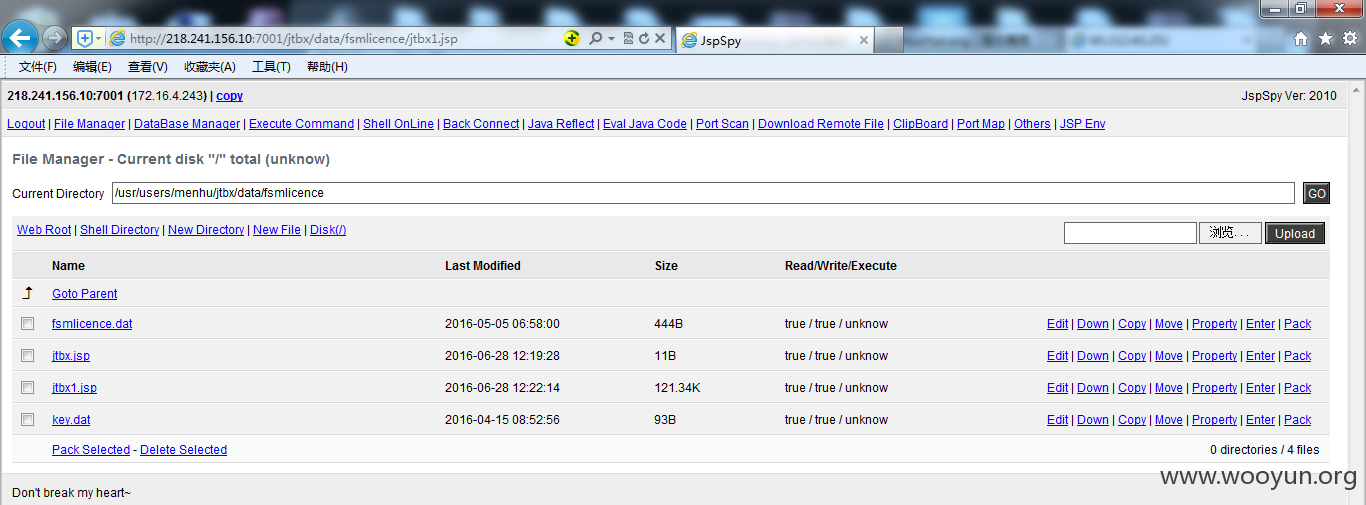 http://218.241.156.10:7001/jtbx/data/fsmlicence/jtbx1.jsp
JspSpy
文件(F) 编辑(E) 查看(V) 收藏夹(A) 工具(T) 帮助(H)
218.241.156.10:7001 (172.16.4.243) | copy
JspSpy Ver: 2010
Logout | File Manager | DataBase Manager | Execute Command | Shell OnLine | Back Connect | Java Reflect | Eval Java Code | Port Scan | Download Remote File | ClipBoard | Port Map | Others | JSP Env
File Manager - Current disk "/" total (unknow)
Current Directory /usr/users/menhu/jtbx/data/fsmlicence GO
Web Root | Shell Directory | New Directory | New File | Disk(/)
浏览... Upload
Name Last Modified Size Read/Write/Execute
Goto Parent
fsmlicence.dat 2016-05-05 06:58:00 444B true / true / unknow Edit | Down | Copy | Move | Property | Enter | Pack
jtbx.jsp 2016-06-28 12:19:28 11B true / true / unknow Edit | Down | Copy | Move | Property | Enter | Pack
jtbx1.jsp 2016-06-28 12:22:14 121.34K true / true / unknow Edit | Down | Copy | Move | Property | Enter | Pack
key.dat 2016-04-15 08:52:56 93B true / true / unknow Edit | Down | Copy | Move | Property | Enter | Pack
Pack Selected - Delete Selected 0 directories / 4 files
www.wooyun.org
Don't break my heart~